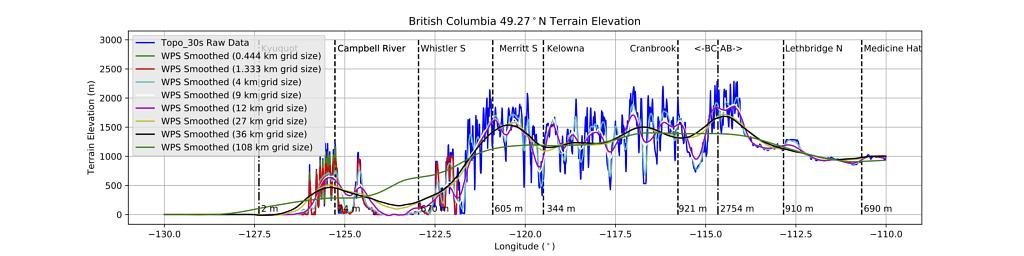 British Columbia 49.27°N Terrain Elevation
Terrain Elevation (m)
3000
2500
2000
1500
1000
500
0
Topo_30s Raw Data
WPS Smoothed (0.444 km grid size)
WPS Smoothed (1.333 km grid size)
WPS Smoothed (4 km grid size)
WPS Smoothed (9 km grid size)
WPS Smoothed (12 km grid size)
WPS Smoothed (27 km grid size)
WPS Smoothed (36 km grid size)
WPS Smoothed (108 km grid size)
Kyuquot
Campbell River
Whistler S
Merritt S
Kelowna
Cranbrook
<-BC
AB->
Lethbridge N
Medicine Hat
2 m
670 m
605 m
344 m
921 m
2754 m
910 m
690 m
−130.0
−127.5
−125.0
−122.5
−120.0
−117.5
−115.0
−112.5
−110.0
Longitude (°)